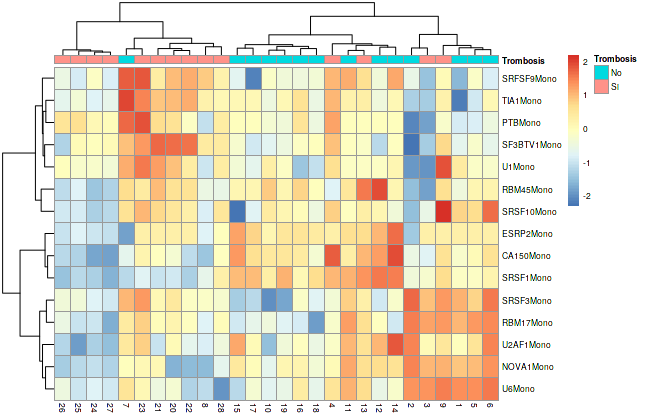 Trombosis
SRFSF9Mono
TIA1Mono
PTBMono
SF3BTV1Mono
U1Mono
RBM45Mono
SRSF10Mono
ESRP2Mono
CA150Mono
SRSF1Mono
SRSF3Mono
RBM17Mono
U2AF1Mono
NOVA1Mono
U6Mono
26 25 24 27 7 23 21 20 22 8 28 15 17 10 19 16 18 4 11 13 12 14 2 3 9 1 5 6
2
1
0
-1
-2
Trombosis
No
SI